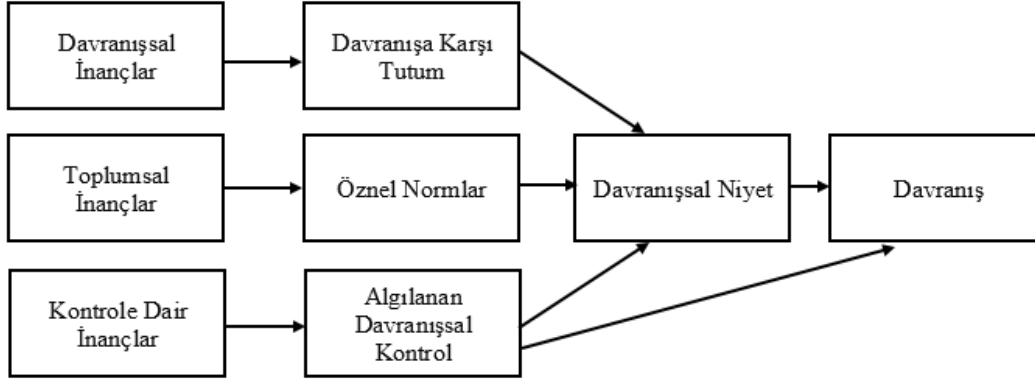 Davranışsal
İnançlar
Davranışa Karşı
Tutum
Toplumsal
İnançlar
Öznel Normlar
Davranışsal Niyet
Davranış
Kontrole Dair
İnançlar
Algılanan
Davranışsal
Kontrol